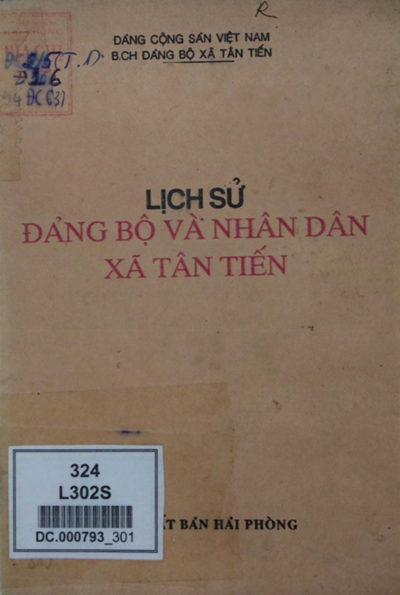 R
ĐẢNG CỘNG SẢN VIỆT NAM
B.CH ĐẢNG BỘ XÃ TÂN TIẾN
LỊCH SỬ
ĐẢNG BỘ VÀ NHÂN DÂN
XÃ TÂN TIẾN
324
L302S
DC.000793_301
ẤT BẢN HẢI PHÒNG